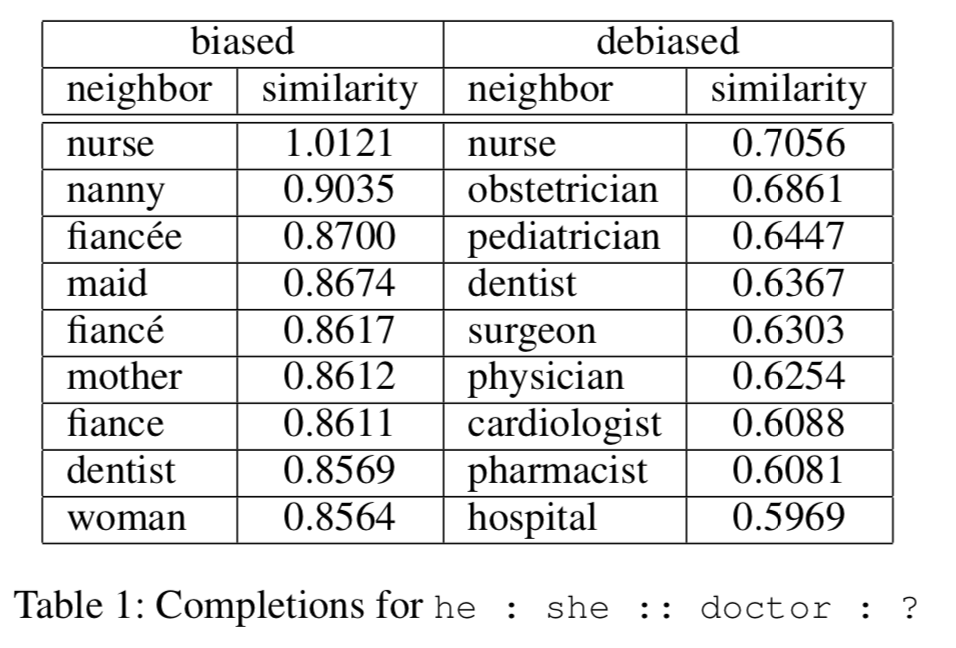 biased debiased
neighbor similarity neighbor similarity
nurse 1.0121 nurse 0.7056
nanny 0.9035 obstetrician 0.6861
fiancée 0.8700 pediatrician 0.6447
maid 0.8674 dentist 0.6367
fiancé 0.8617 surgeon 0.6303
mother 0.8612 physician 0.6254
fiance 0.8611 cardiologist 0.6088
dentist 0.8569 pharmacist 0.6081
woman 0.8564 hospital 0.5969
Table 1: Completions for he : she :: doctor : ?